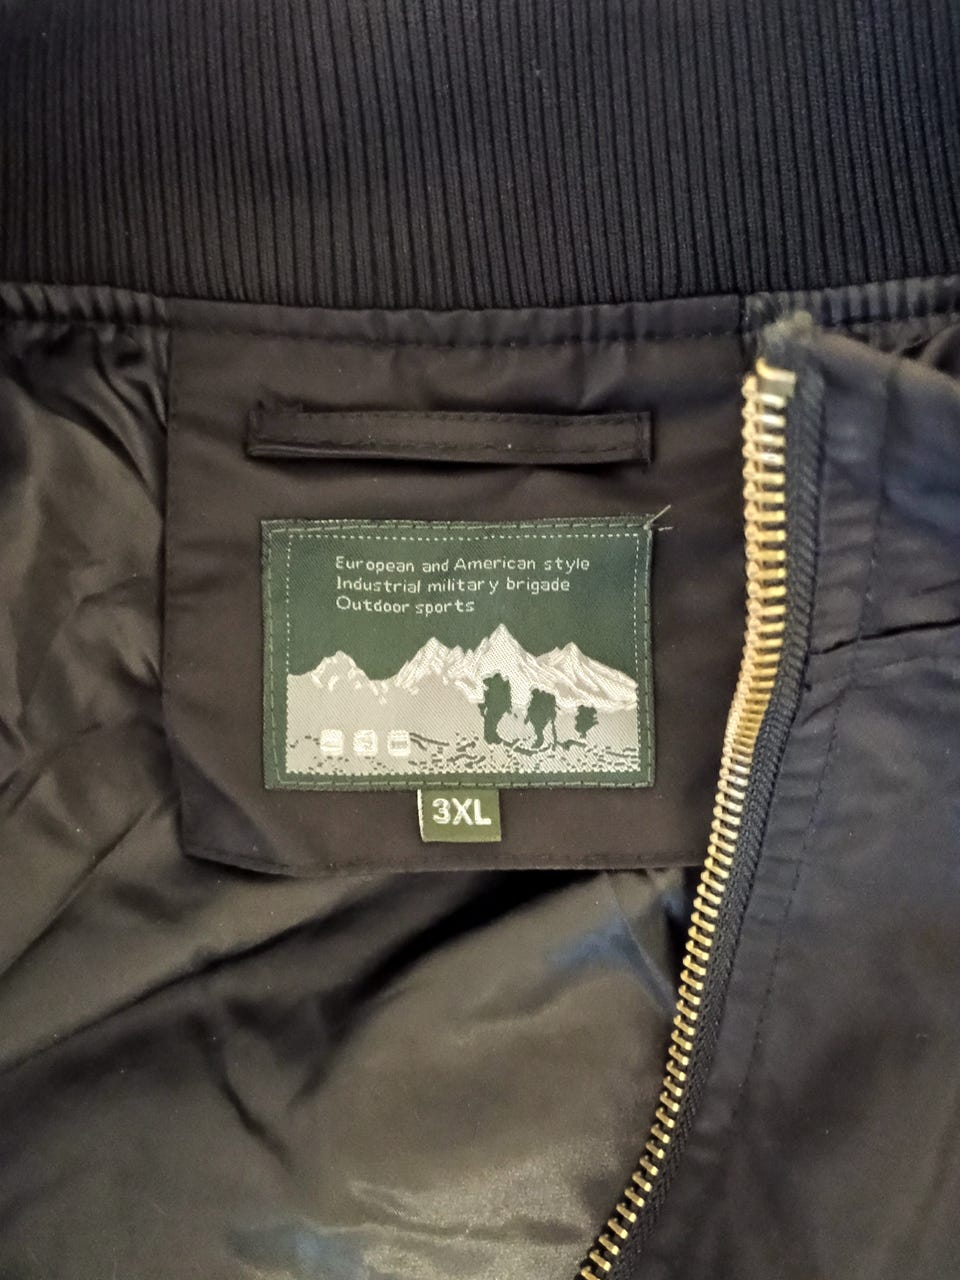 European and American style
Industrial military brigade
Outdoor sports
3XL